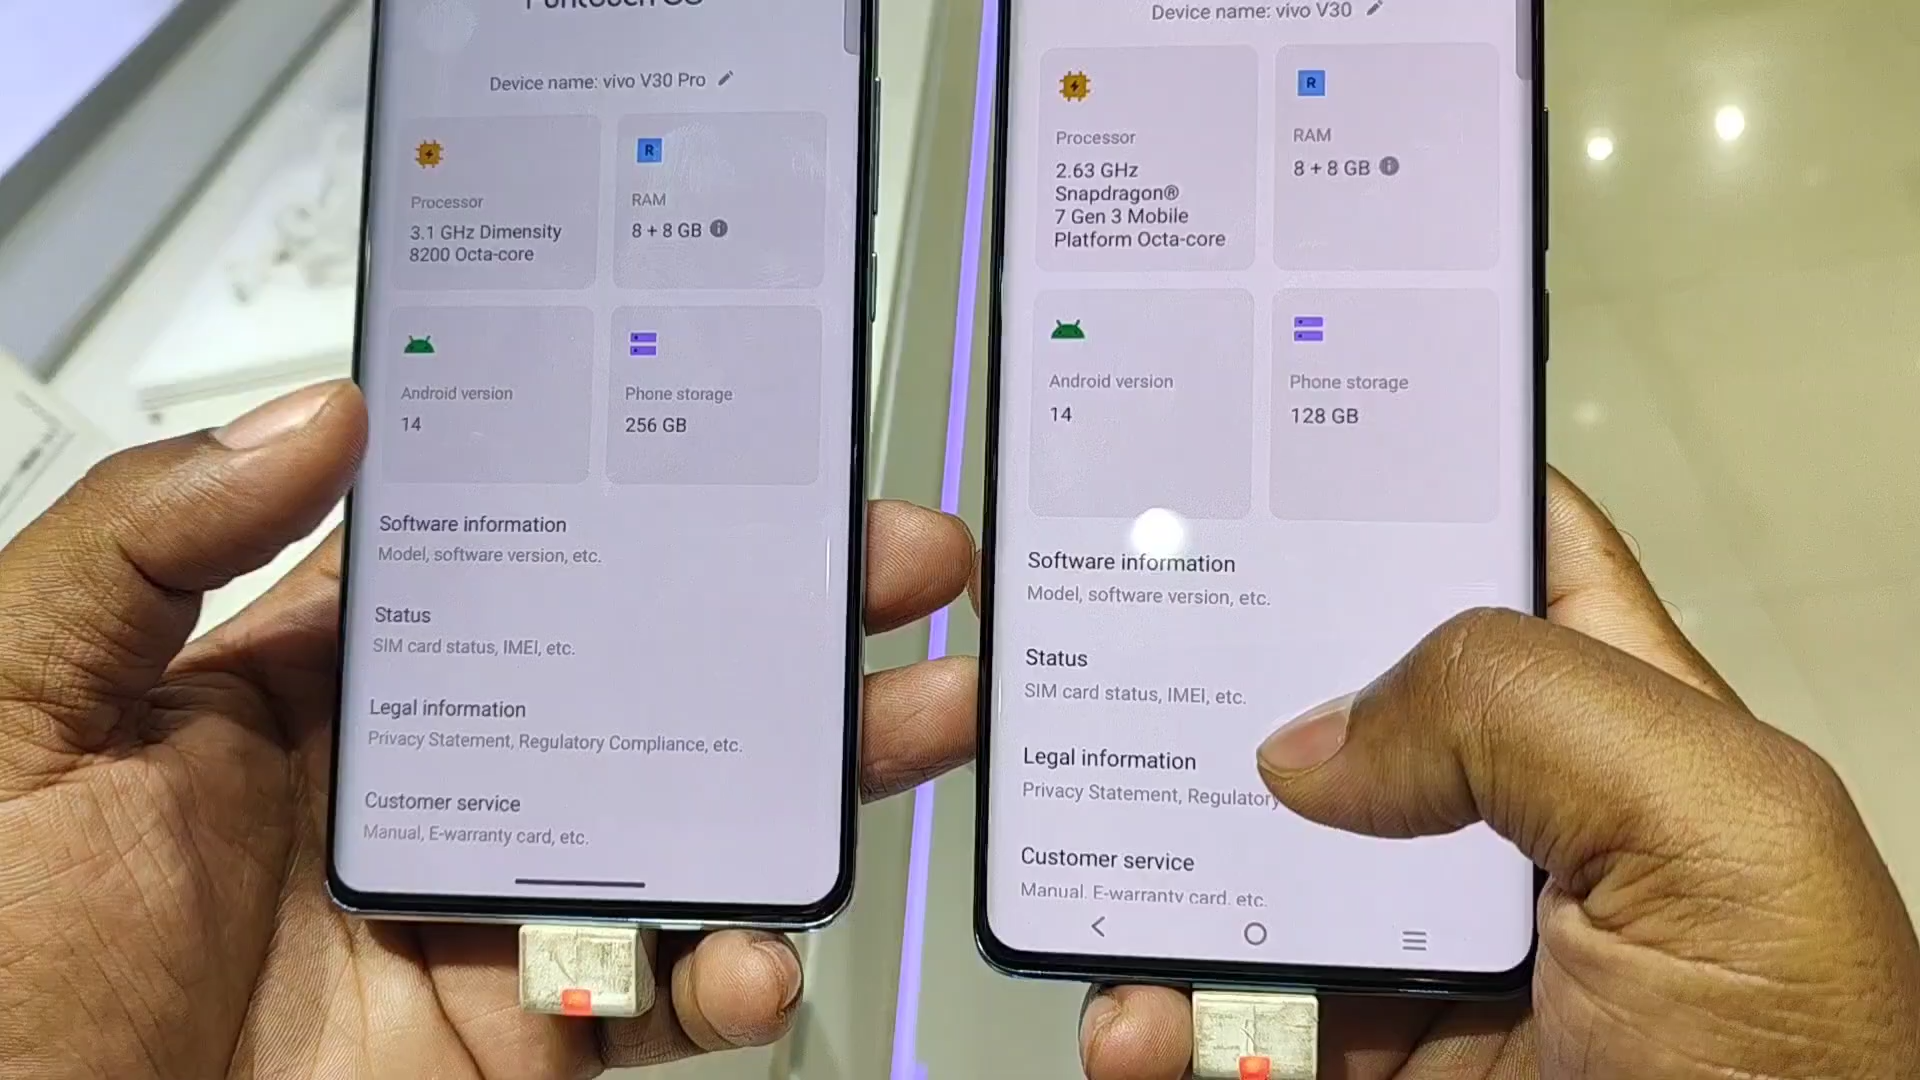 Funtouch OS
Device name: vivo V30 Pro
Processor
3.1 GHz Dimensity
8200 Octa-core
R
RAM
8 + 8 GB
Android version
14
Phone storage
256 GB
Software information
Model, software version, etc.
Status
SIM card status, IMEI, etc.
Legal information
Privacy Statement, Regulatory Compliance, etc.
Customer service
Manual, E-warranty card, etc.
Device name: vivo V30
Processor
2.63 GHz
Snapdragon®
7 Gen 3 Mobile
Platform Octa-core
R
RAM
8 + 8 GB
Android version
14
Phone storage
128 GB
Software information
Model, software version, etc.
Status
SIM card status, IMEI, etc.
Legal information
Privacy Statement, Regulatory
Customer service
Manual, E-warranty card, etc.